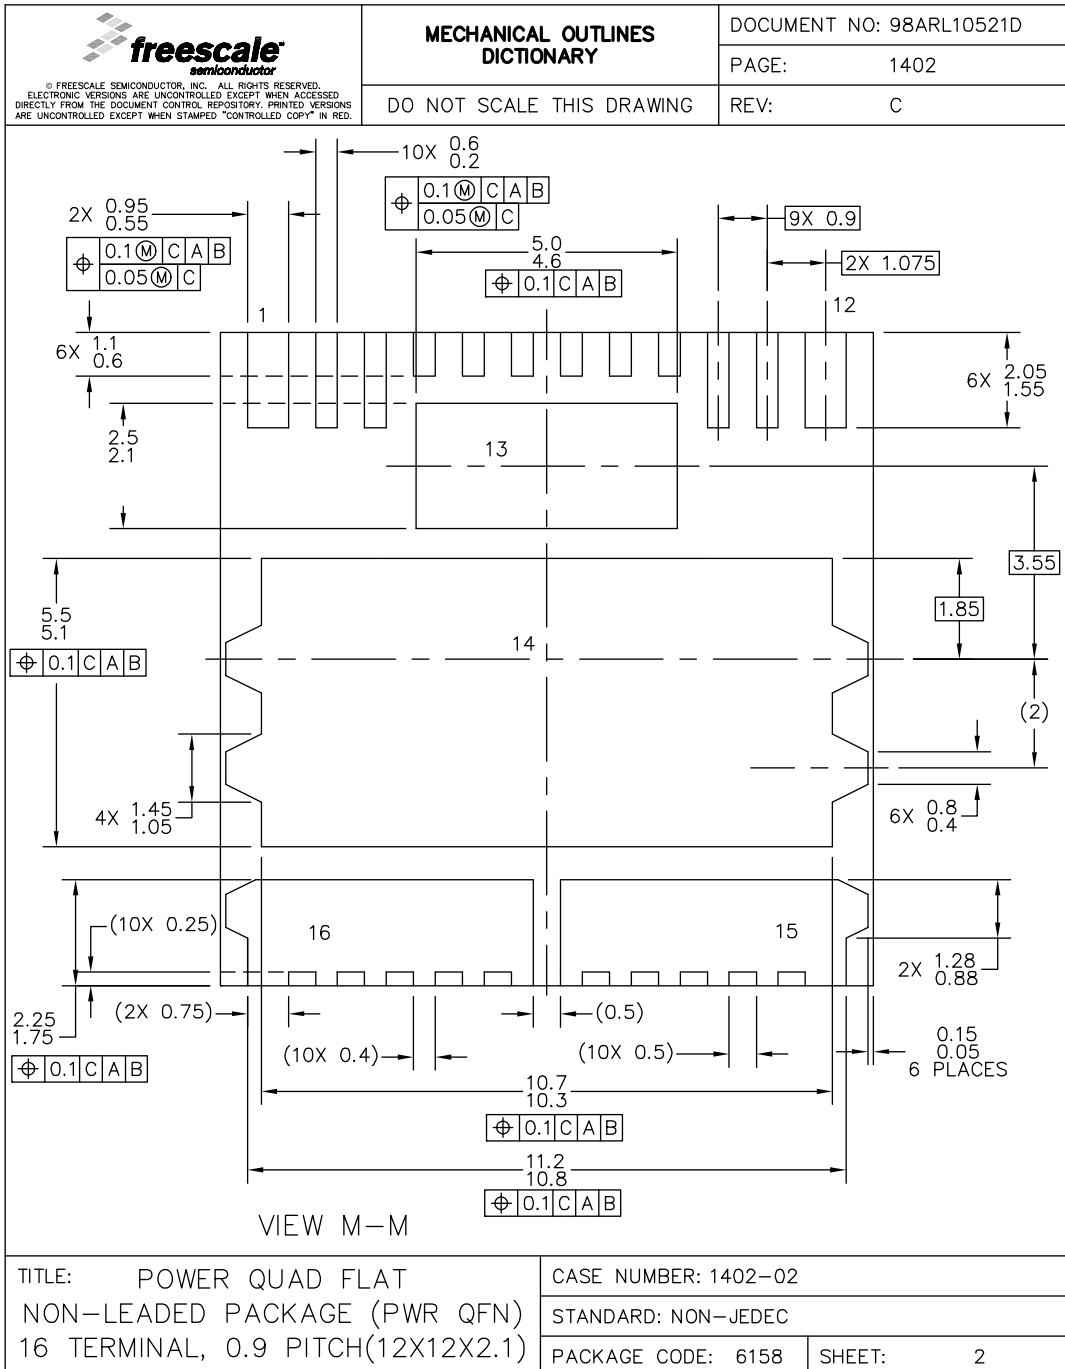 freescale™
semiconductor
© FREESCALE SEMICONDUCTOR, INC. ALL RIGHTS RESERVED.
ELECTRONIC VERSIONS ARE UNCONTROLLED EXCEPT WHEN ACCESSED
DIRECTLY FROM THE DOCUMENT CONTROL REPOSITORY. PRINTED VERSIONS
ARE UNCONTROLLED EXCEPT WHEN STAMPED "CONTROLLED COPY" IN RED.
MECHANICAL OUTLINES
DICTIONARY
DO NOT SCALE THIS DRAWING
DOCUMENT NO: 98ARL10521D
PAGE: 1402
REV: C
10X 0.6
0.2
⌖ 0.1Ⓜ C A B
0.05Ⓜ C
2X 0.95
0.55
⌖ 0.1Ⓜ C A B
0.05Ⓜ C
9X 0.9
5.0
4.6
⌖ 0.1 C A B
2X 1.075
1
12
6X 1.1
0.6
6X 2.05
1.55
2.5
2.1
13
3.55
1.85
5.5
5.1
⌖ 0.1 C A B
14
(2)
4X 1.45
1.05
6X 0.8
0.4
(10X 0.25)
16
15
2X 1.28
0.88
2.25
1.75
⌖ 0.1 C A B
(2X 0.75)
(0.5)
(10X 0.4)
(10X 0.5)
0.15
0.05
6 PLACES
10.7
10.3
⌖ 0.1 C A B
11.2
10.8
⌖ 0.1 C A B
VIEW M-M
TITLE: POWER QUAD FLAT
NON-LEADED PACKAGE (PWR QFN)
16 TERMINAL, 0.9 PITCH(12X12X2.1)
CASE NUMBER: 1402-02
STANDARD: NON-JEDEC
PACKAGE CODE: 6158
SHEET: 2